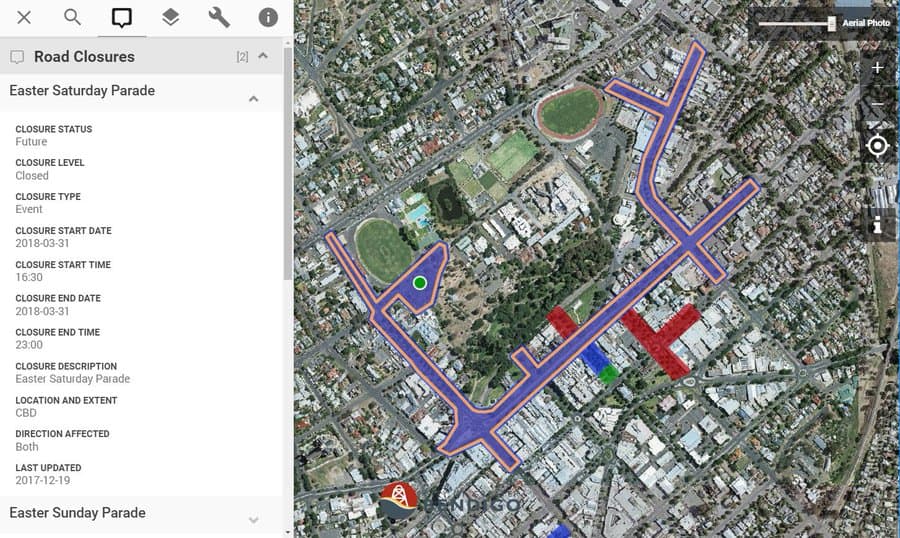 Road Closures [2]
Easter Saturday Parade
CLOSURE STATUS
Future
CLOSURE LEVEL
Closed
CLOSURE TYPE
Event
CLOSURE START DATE
2018-03-31
CLOSURE START TIME
16:30
CLOSURE END DATE
2018-03-31
CLOSURE END TIME
23:00
CLOSURE DESCRIPTION
Easter Saturday Parade
LOCATION AND EXTENT
CBD
DIRECTION AFFECTED
Both
LAST UPDATED
2017-12-19
Easter Sunday Parade
Aerial Photo
BENDIGO